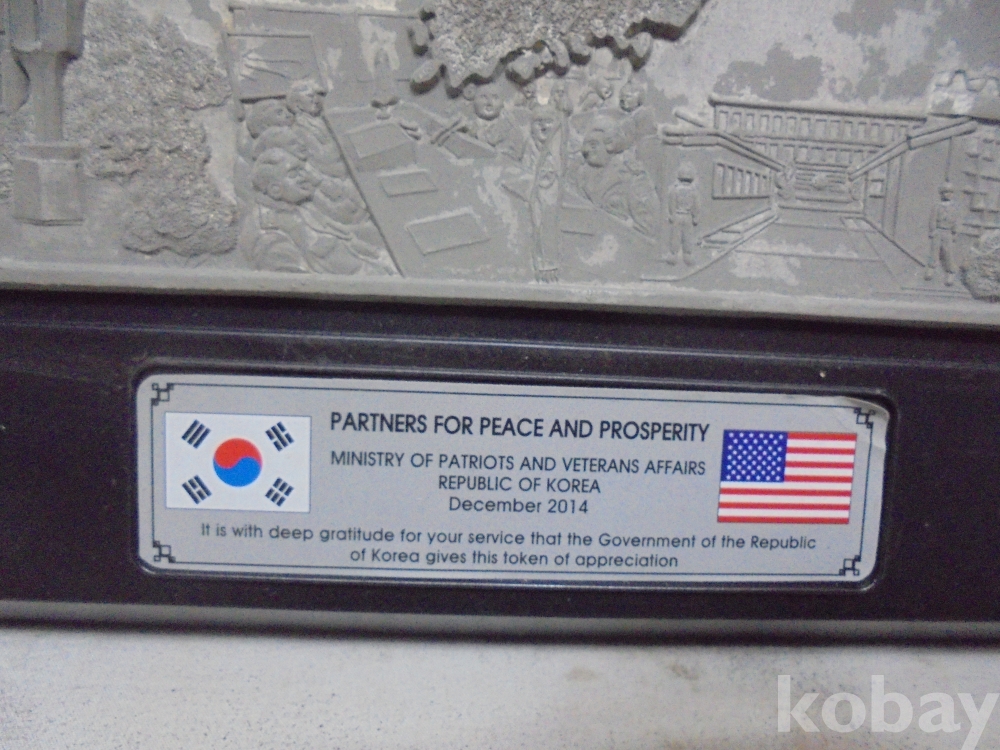 PARTNERS FOR PEACE AND PROSPERITY
MINISTRY OF PATRIOTS AND VETERANS AFFAIRS
REPUBLIC OF KOREA
December 2014
It is with deep gratitude for your service that the Government of the Republic
of Korea gives this token of appreciation
kobay